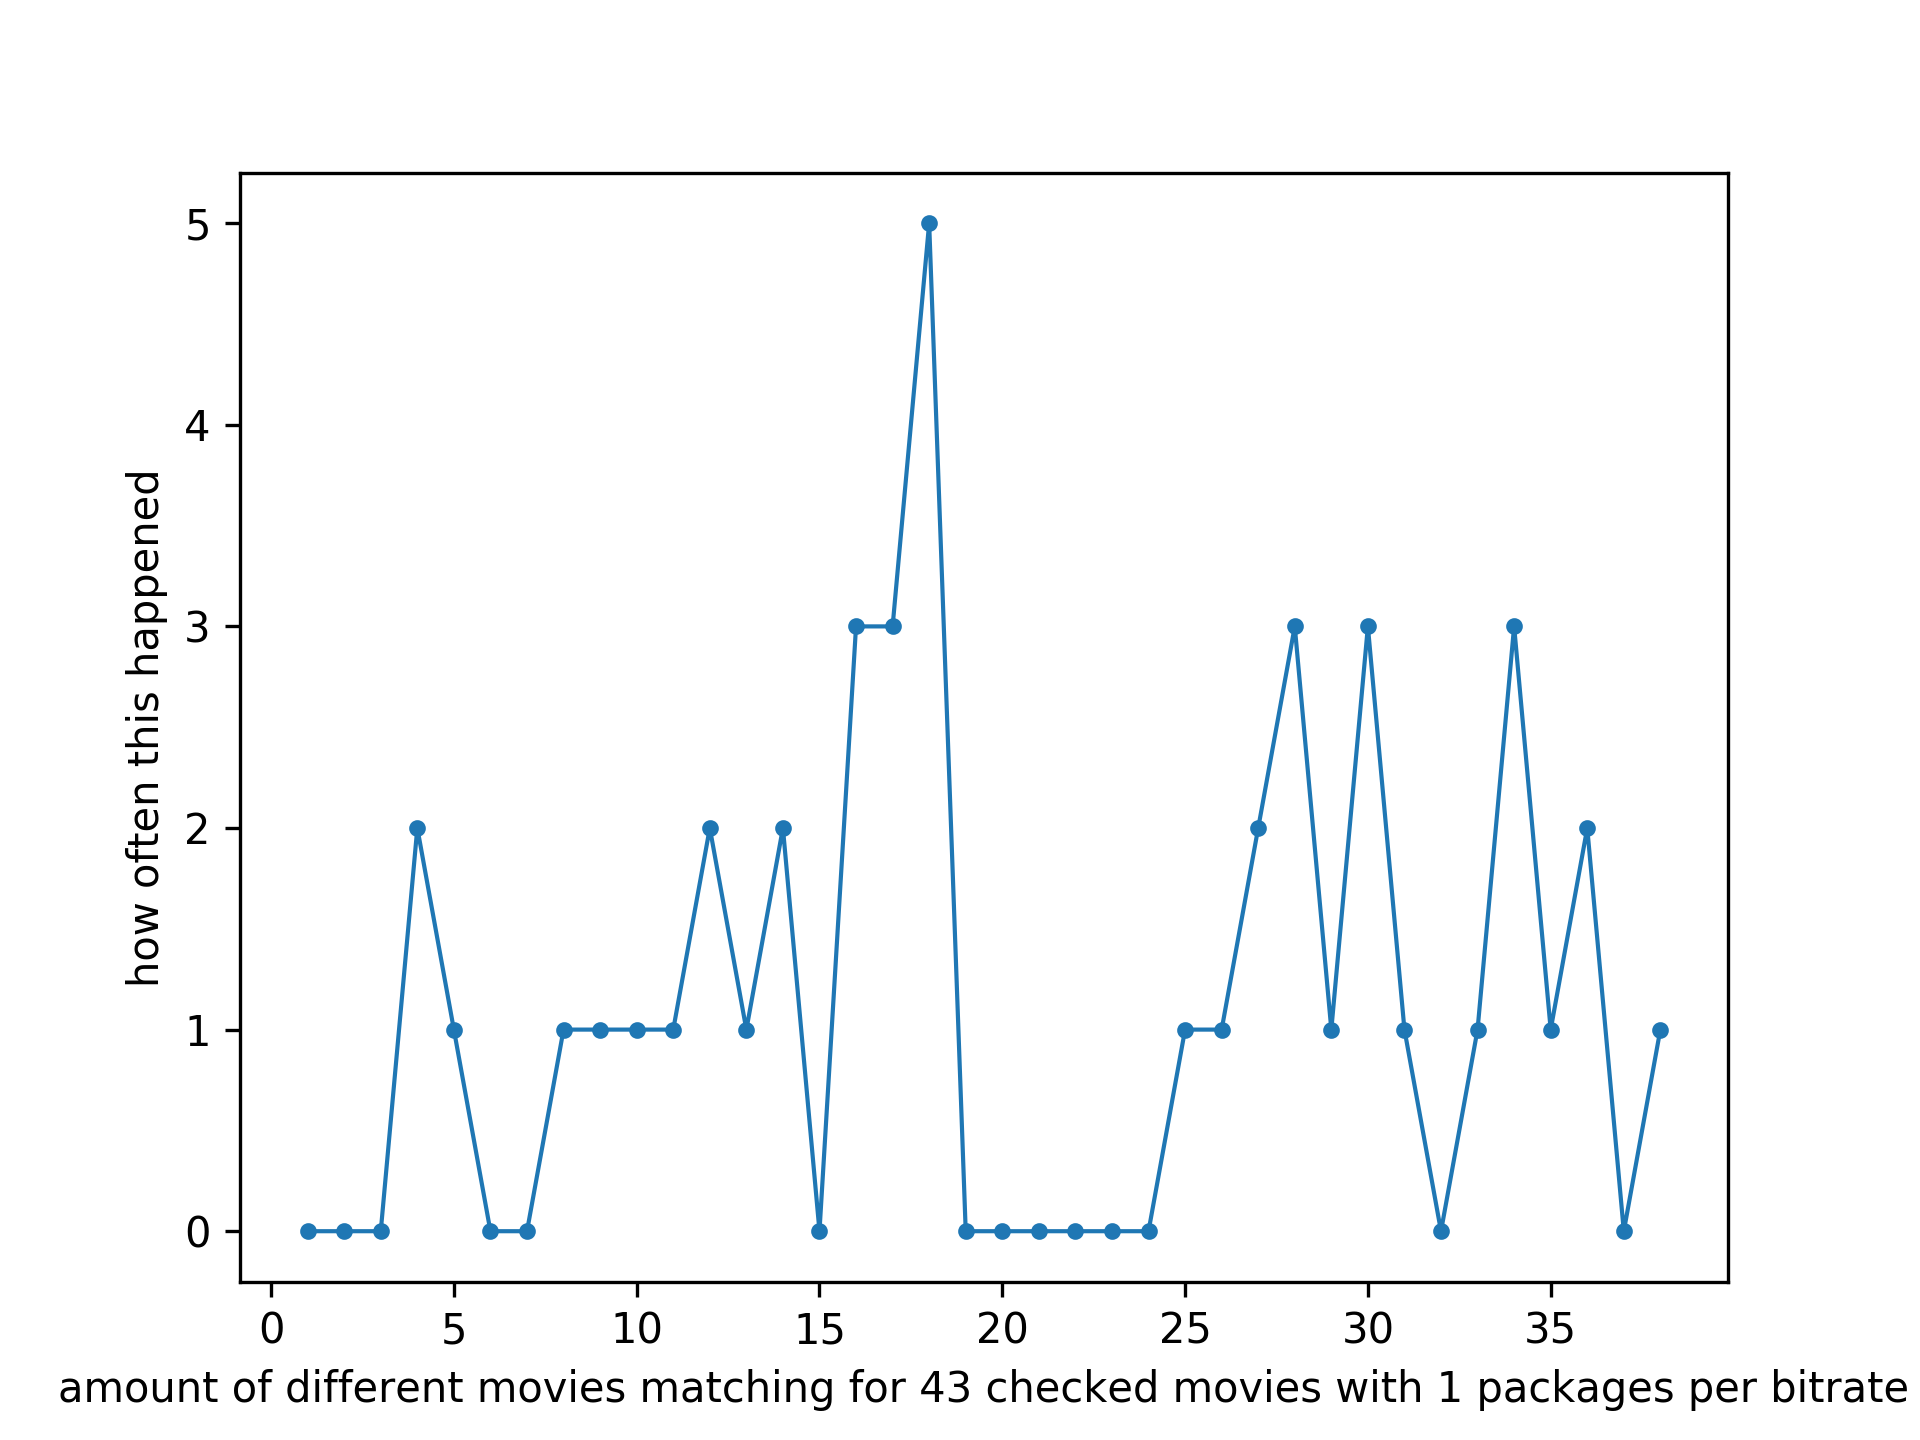 how often this happened
5
4
3
2
1
0
0 5 10 15 20 25 30 35
amount of different movies matching for 43 checked movies with 1 packages per bitrate